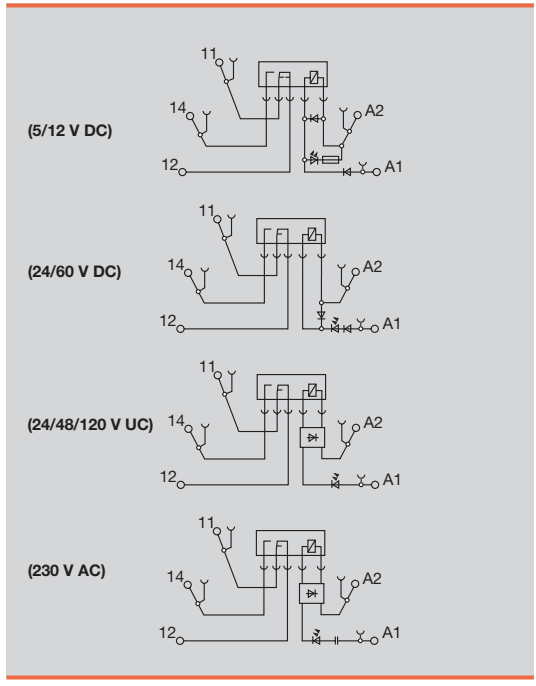 11
14
A2
(5/12 V DC)
12
A1
11
14
A2
(24/60 V DC)
12
A1
11
14
A2
(24/48/120 V UC)
12
A1
11
14
A2
(230 V AC)
12
A1